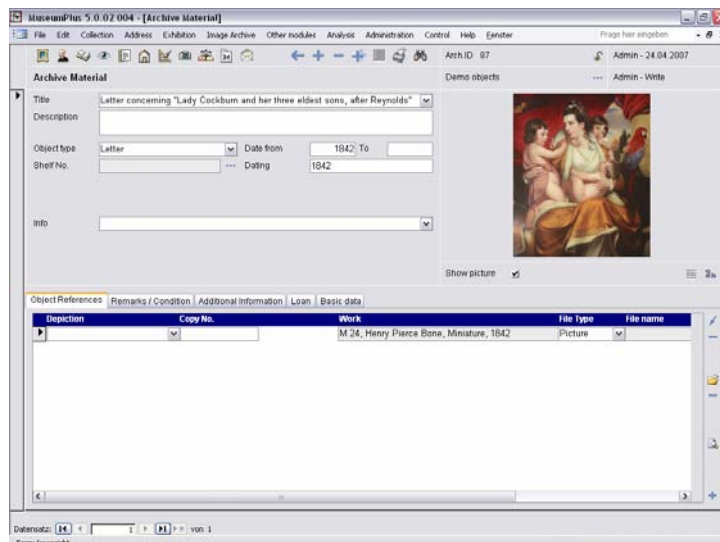 MuseumPlus 5.0.02 004 - [Archive Material]
File Edit Collection Address Exhibition Image Archive Other modules Analysis Administration Control Help Fenster Frage hier eingeben
Arch.ID 87 Admin - 24.04.2007
Archive Material Demo objects Admin - Write
Title Letter concerning "Lady Cockburn and her three eldest sons, after Reynolds"
Description
Object type Letter Date from 1842 To
Shelf No. Dating 1842
Info
Show picture
Object References Remarks / Condition Additional Information Loan Basic data
Depiction Copy No. Work File Type File name
M 24, Henry Pierce Bone, Miniature, 1842 Picture
Datensatz: 1 von 1